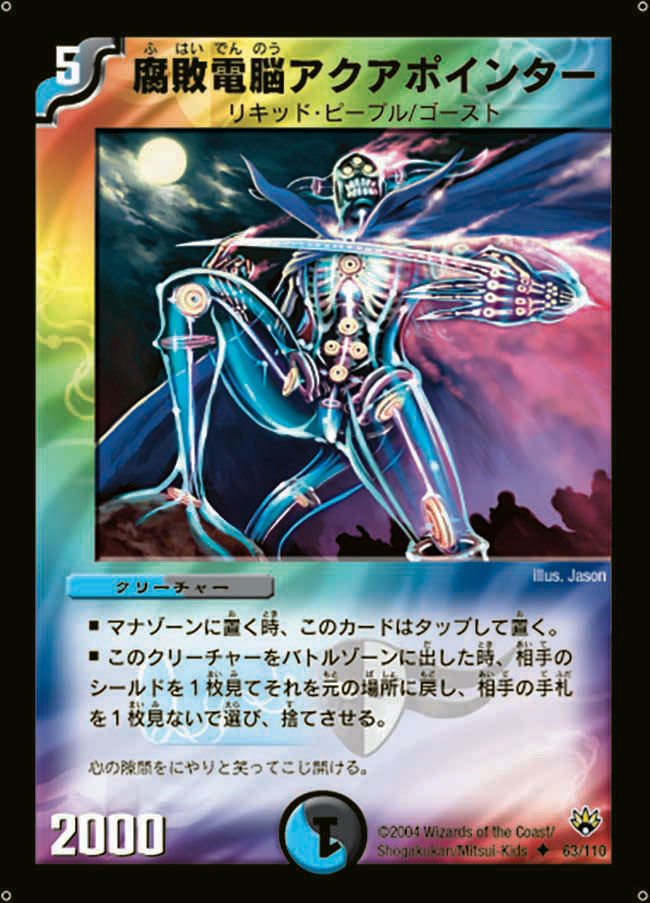 5
腐敗電脳アクアポインター
リキッド・ピープル/ゴースト
illus. Jason
クリーチャー
■ マナゾーンに置く時、このカードはタップして置く。
■ このクリーチャーをバトルゾーンに出した時、相手の
シールドを1枚見てそれを元の場所に戻し、相手の手札
を1枚見ないで選び、捨てさせる。
心の隙間をにやりと笑ってこじ開ける。
2000
©2004 Wizards of the Coast/
Shogakukan/Mitsui-Kids ◆ 63/110